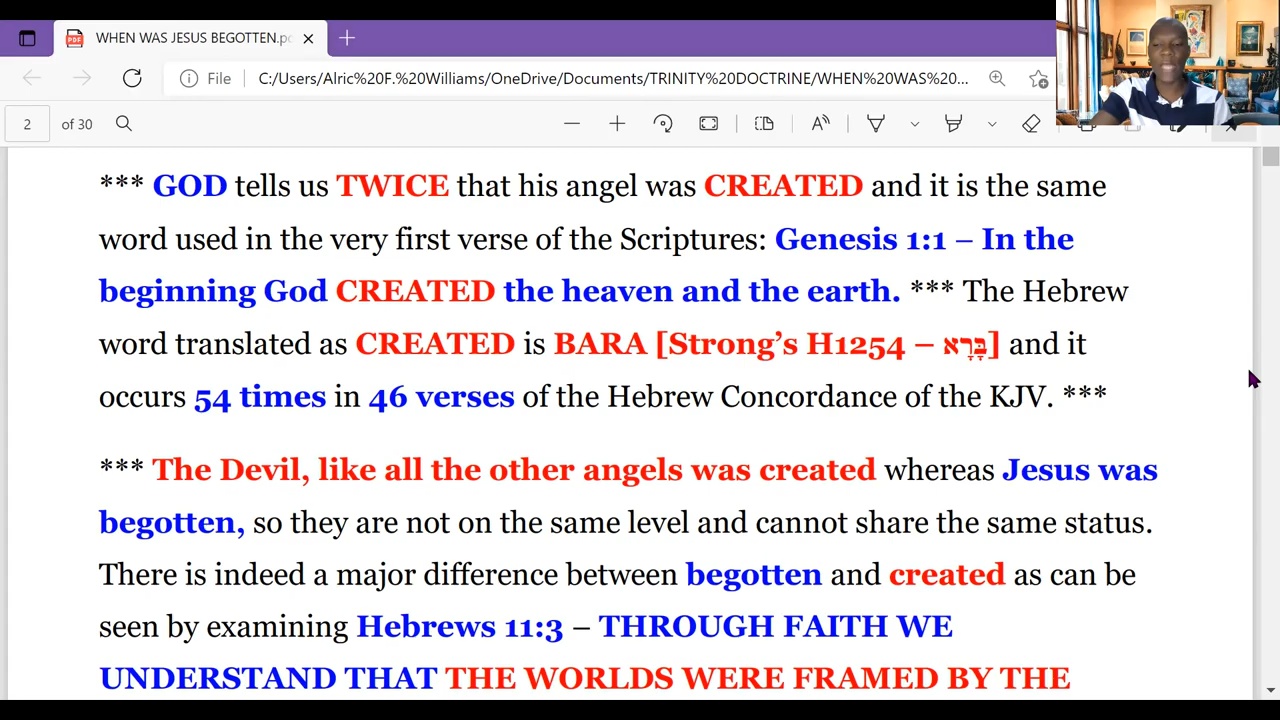 WHEN WAS JESUS BEGOTTEN.pc
File C:/Users/Alric%20F.%20Williams/OneDrive/Documents/TRINITY%20DOCTRINE/WHEN%20WAS%20...
2 of 30
*** GOD tells us TWICE that his angel was CREATED and it is the same
word used in the very first verse of the Scriptures: Genesis 1:1 – In the
beginning God CREATED the heaven and the earth. *** The Hebrew
word translated as CREATED is BARA [Strong’s H1254 – בָּרָא] and it
occurs 54 times in 46 verses of the Hebrew Concordance of the KJV. ***
*** The Devil, like all the other angels was created whereas Jesus was
begotten, so they are not on the same level and cannot share the same status.
There is indeed a major difference between begotten and created as can be
seen by examining Hebrews 11:3 – THROUGH FAITH WE
UNDERSTAND THAT THE WORLDS WERE FRAMED BY THE